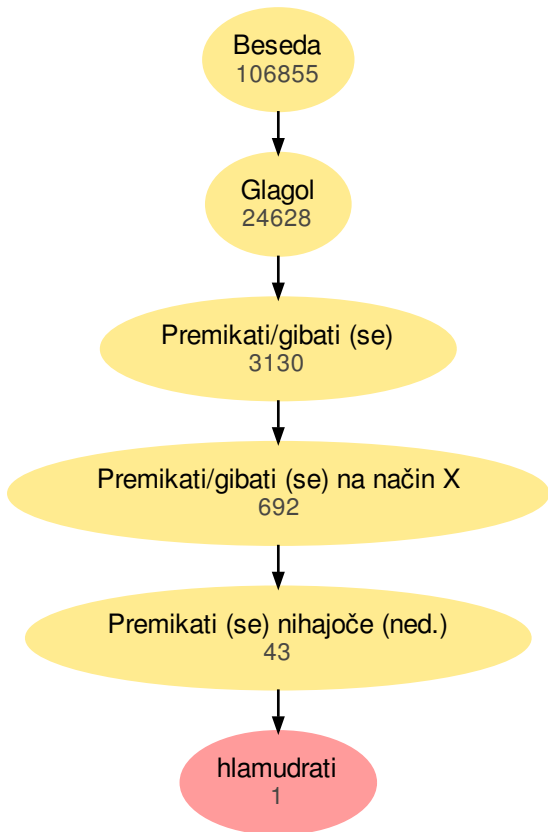 Beseda
106855
Glagol
24628
Premikati/gibati (se)
3130
Premikati/gibati (se) na način X
692
Premikati (se) nihajoče (ned.)
43
hlamudrati
1